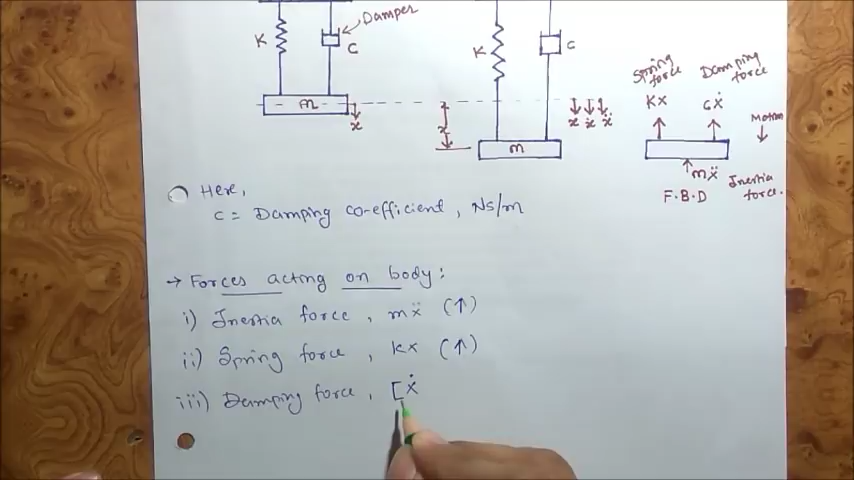 Damper
K
C
m
x
K
C
x
m
x ẋ ẍ
Spring force
Damping force
Kx
cẋ
Motion
mẍ
Inertia force.
F.B.D
Here,
c = Damping co-efficient, Ns/m
→ Forces acting on body:
i) Inertia force, mẍ (↑)
ii) Spring force, Kx (↑)
iii) Damping force, [ẋ